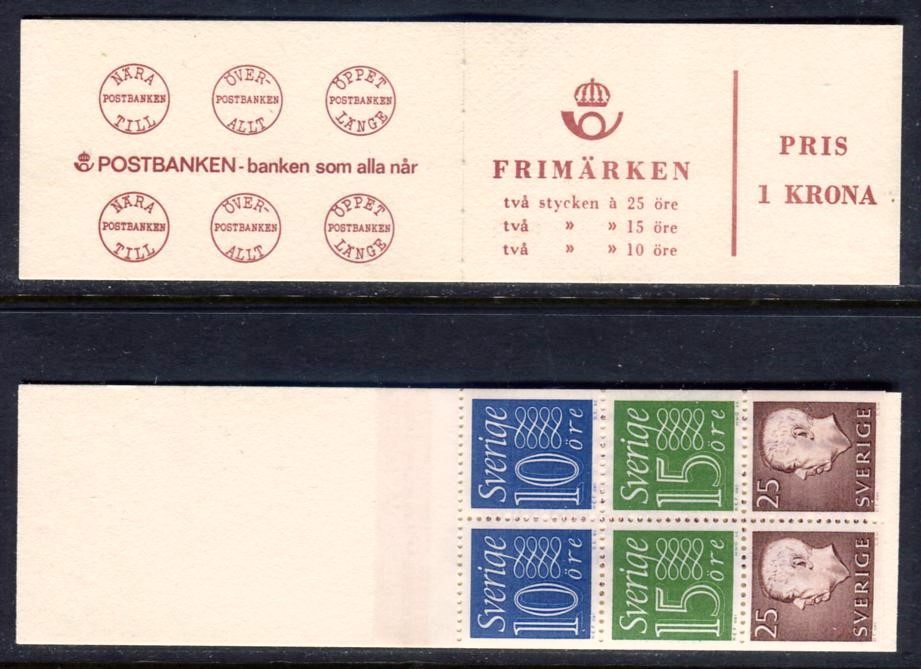 NÄRA
POSTBANKEN
TILL
ÖVER-
POSTBANKEN
ALLT
ÖPPET
POSTBANKEN
LÄNGE
POSTBANKEN - banken som alla når
NÄRA
POSTBANKEN
TILL
ÖVER-
POSTBANKEN
ALLT
ÖPPET
POSTBANKEN
LÄNGE
FRIMÄRKEN
två stycken à 25 öre
två » » 15 öre
två » » 10 öre
PRIS
1 KRONA
Sverige
10
öre
Sverige
15
öre
25
SVERIGE
Sverige
10
öre
Sverige
15
öre
25
SVERIGE